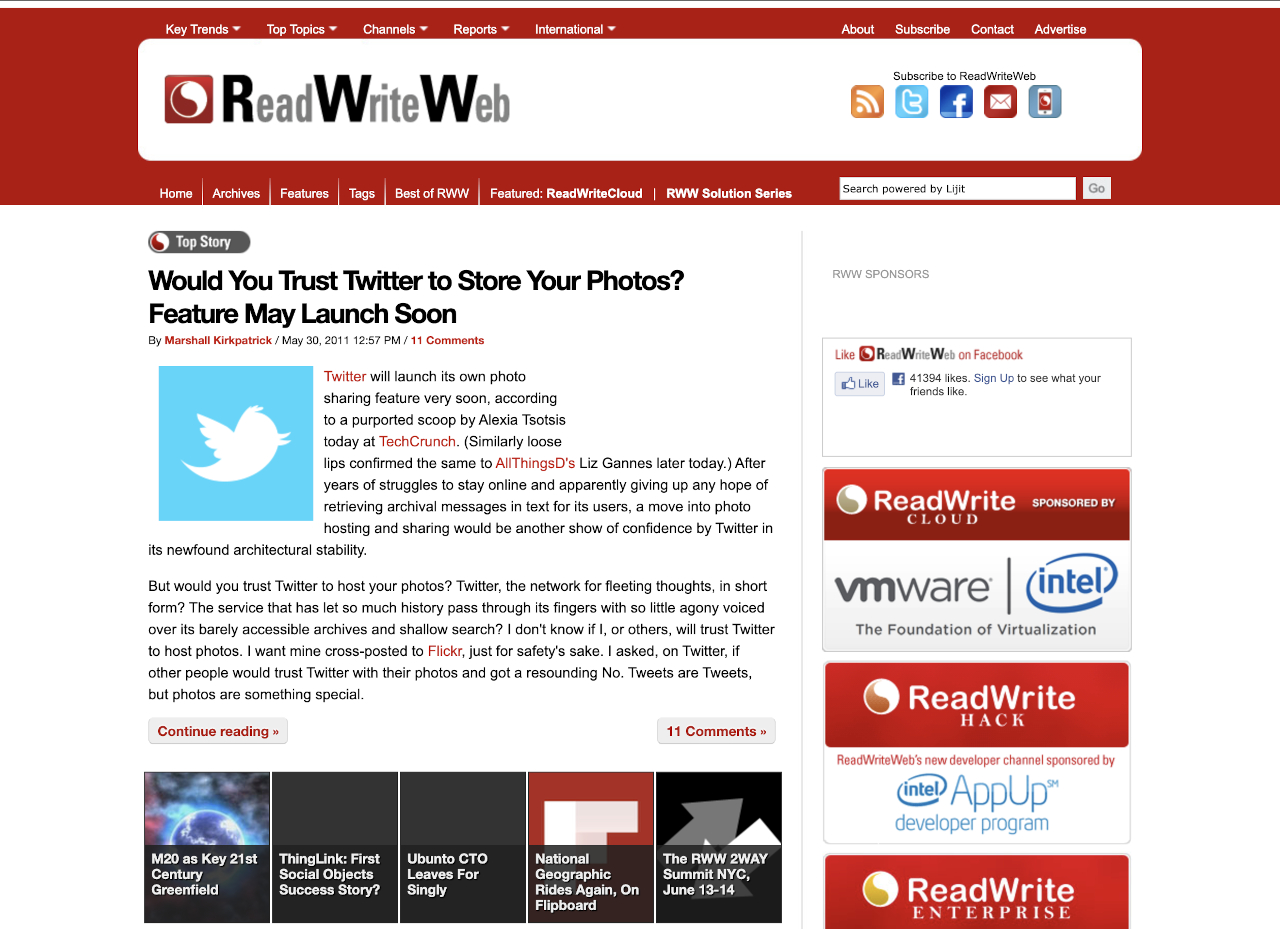 Key Trends Top Topics Channels Reports International About Subscribe Contact Advertise
ReadWriteWeb
Subscribe to ReadWriteWeb
Home Archives Features Tags Best of RWW Featured: ReadWriteCloud | RWW Solution Series Search powered by Lijit Go
Top Story
Would You Trust Twitter to Store Your Photos?
Feature May Launch Soon
By Marshall Kirkpatrick / May 30, 2011 12:57 PM / 11 Comments
Twitter will launch its own photo
sharing feature very soon, according
to a purported scoop by Alexia Tsotsis
today at TechCrunch. (Similarly loose
lips confirmed the same to AllThingsD's Liz Gannes later today.) After
years of struggles to stay online and apparently giving up any hope of
retrieving archival messages in text for its users, a move into photo
hosting and sharing would be another show of confidence by Twitter in
its newfound architectural stability.
But would you trust Twitter to host your photos? Twitter, the network for fleeting thoughts, in short
form? The service that has let so much history pass through its fingers with so little agony voiced
over its barely accessible archives and shallow search? I don't know if I, or others, will trust Twitter
to host photos. I want mine cross-posted to Flickr, just for safety's sake. I asked, on Twitter, if
other people would trust Twitter with their photos and got a resounding No. Tweets are Tweets,
but photos are something special.
Continue reading » 11 Comments »
M20 as Key 21st
Century
Greenfield
ThingLink: First
Social Objects
Success Story?
Ubunto CTO
Leaves For
Singly
National
Geographic
Rides Again, On
Flipboard
The RWW 2WAY
Summit NYC,
June 13-14
RWW SPONSORS
Like ReadWriteWeb on Facebook
Like 41394 likes. Sign Up to see what your
friends like.
ReadWrite SPONSORED BY
CLOUD
vmware intel
The Foundation of Virtualization
ReadWrite
HACK
ReadWriteWeb's new developer channel sponsored by
intel AppUp SM
developer program
ReadWrite
ENTERPRISE